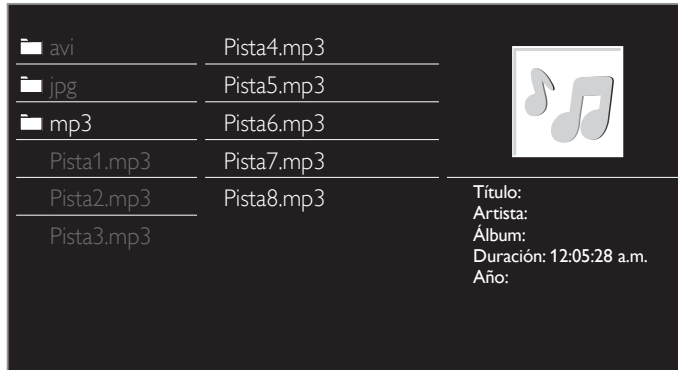 avi
jpg
mp3
Pista1.mp3
Pista2.mp3
Pista3.mp3
Pista4.mp3
Pista5.mp3
Pista6.mp3
Pista7.mp3
Pista8.mp3
Título:
Artista:
Álbum:
Duración: 12:05:28 a.m.
Año: